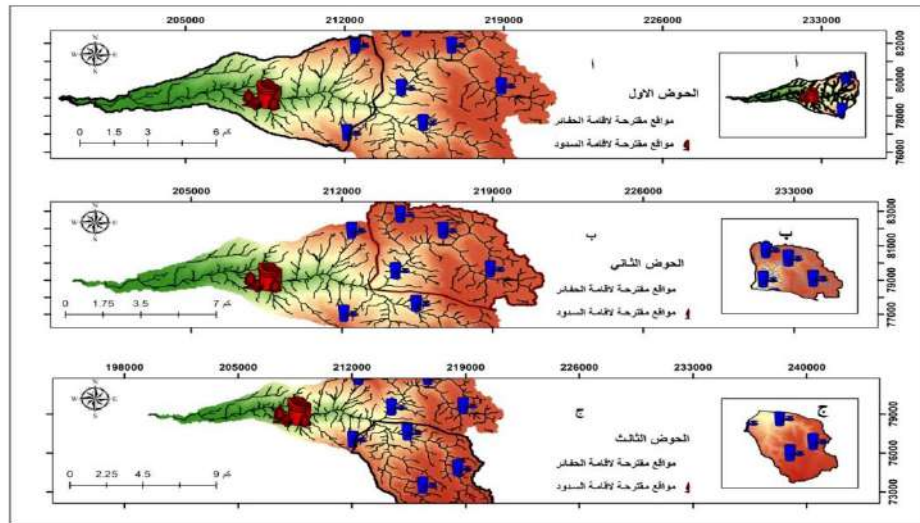 205000 212000 219000 226000 233000
82000
80000
78000
76000
N
W E
S
أ
أ
الحوض الاول
مواقع مقترحة لاقامة الحفائر
مواقع مقترحة لاقامة السدود
0 1.5 3 6 كم
205000 212000 219000 226000 233000
83000
81000
79000
77000
N
W E
S
ب
ب
الحوض الثاني
مواقع مقترحة لاقامة الحفائر
مواقع مقترحة لاقامة السدود
0 1.75 3.5 7 كم
198000 205000 212000 219000 226000 233000 240000
79000
76000
73000
N
W E
S
ج
ج
الحوض الثالث
مواقع مقترحة لاقامة الحفائر
مواقع مقترحة لاقامة السدود
0 2.25 4.5 9 كم